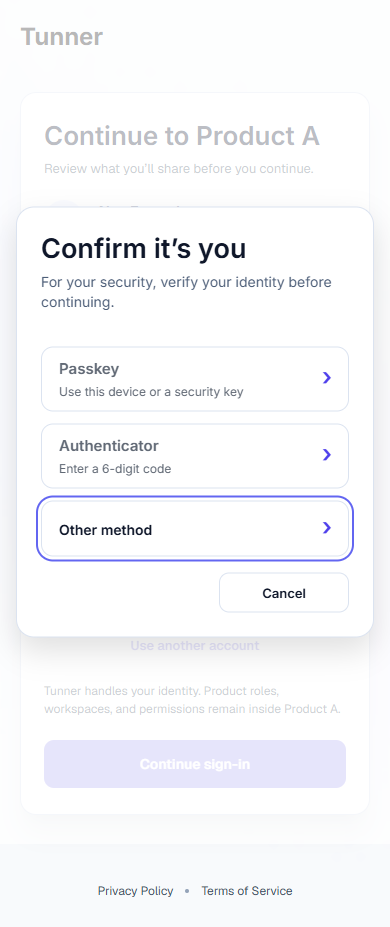 Tunner
Continue to Product A
Review what you'll share before you continue.
Confirm it's you
For your security, verify your identity before
continuing.
Passkey
Use this device or a security key
Authenticator
Enter a 6-digit code
Other method
Cancel
Use another account
Tunner handles your identity. Product roles,
workspaces, and permissions remain inside Product A.
Continue sign-in
Privacy Policy • Terms of Service